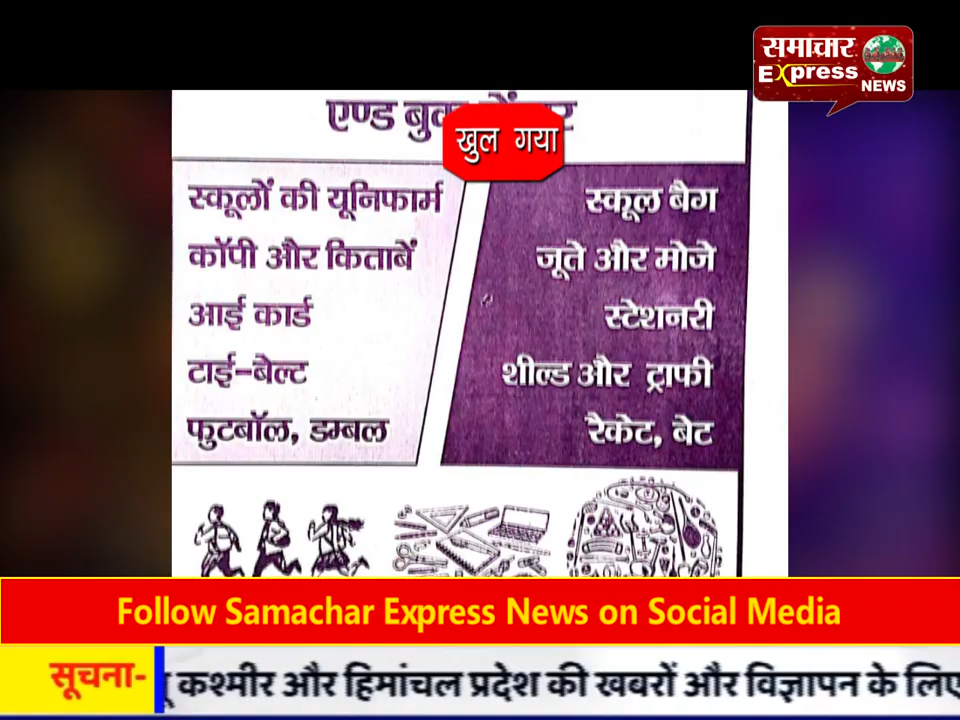 समाचार
Express
NEWS
एण्ड बुक
खुल गया
स्कूलों की यूनिफार्म
कॉपी और किताबें
आई कार्ड
टाई-बेल्ट
फुटबॉल, डम्बल
स्कूल बैग
जूते और मोजे
स्टेशनरी
शील्ड और ट्राफी
रैकेट, बेट
Follow Samachar Express News on Social Media
सूचना-
कश्मीर और हिमांचल प्रदेश की खबरों और विज्ञापन के लिए